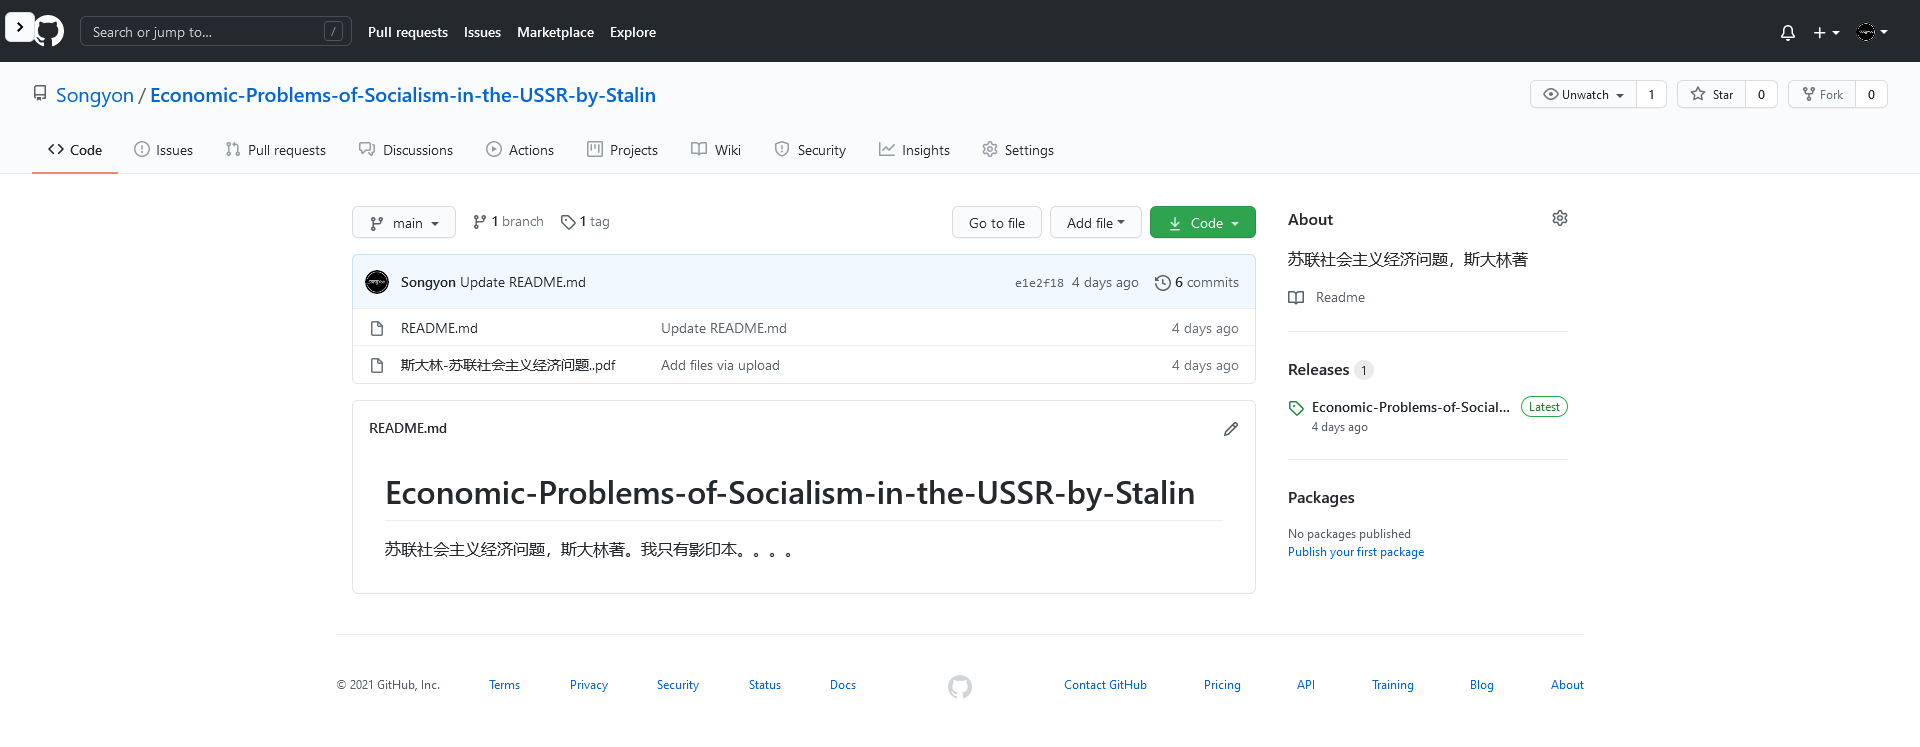 Search or jump to... /
Pull requests Issues Marketplace Explore
Songyon / Economic-Problems-of-Socialism-in-the-USSR-by-Stalin
Unwatch 1 Star 0 Fork 0
Code Issues Pull requests Discussions Actions Projects Wiki Security Insights Settings
main 1 branch 1 tag
Go to file Add file Code
Songyon Update README.md e1e2f18 4 days ago 6 commits
README.md Update README.md 4 days ago
斯大林-苏联社会主义经济问题..pdf Add files via upload 4 days ago
README.md
Economic-Problems-of-Socialism-in-the-USSR-by-Stalin
苏联社会主义经济问题，斯大林著。我只有影印本。。。。
About
苏联社会主义经济问题，斯大林著
Readme
Releases 1
Economic-Problems-of-Social... Latest
4 days ago
Packages
No packages published
Publish your first package
© 2021 GitHub, Inc. Terms Privacy Security Status Docs Contact GitHub Pricing API Training Blog About